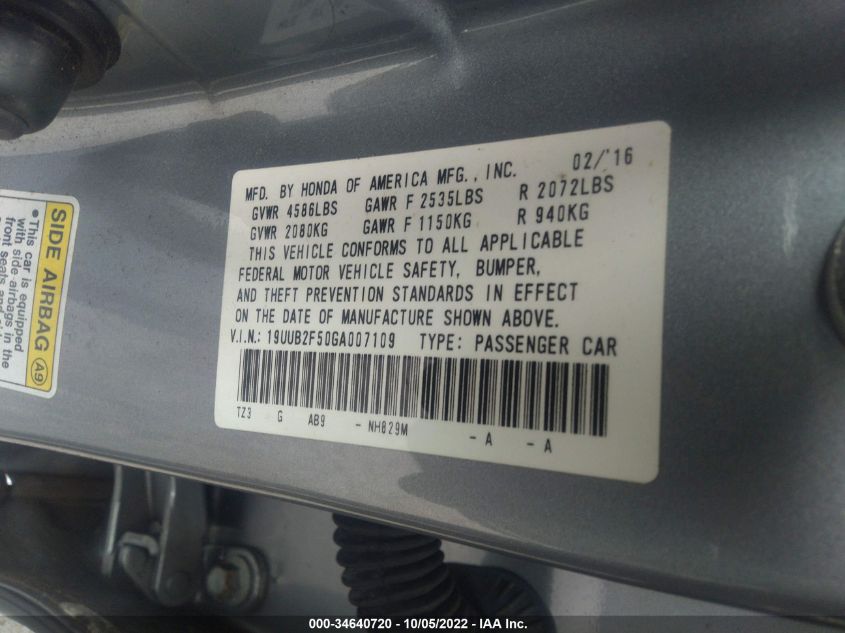 MFD. BY HONDA OF AMERICA MFG., INC. 02/'16
GVWR 4586LBS GAWR F 2535LBS R 2072LBS
GVWR 2080KG GAWR F 1150KG R 940KG
THIS VEHICLE CONFORMS TO ALL APPLICABLE
FEDERAL MOTOR VEHICLE SAFETY, BUMPER,
AND THEFT PREVENTION STANDARDS IN EFFECT
ON THE DATE OF MANUFACTURE SHOWN ABOVE.
V.I.N.: 19UUB2F50GA007109 TYPE: PASSENGER CAR
TZ3 G AB9 - NH829M - A - A
SIDE AIRBAG A9
•This car is equipped
with side-airbags in the
front seats and
000-34640720 - 10/05/2022 - IAA Inc.